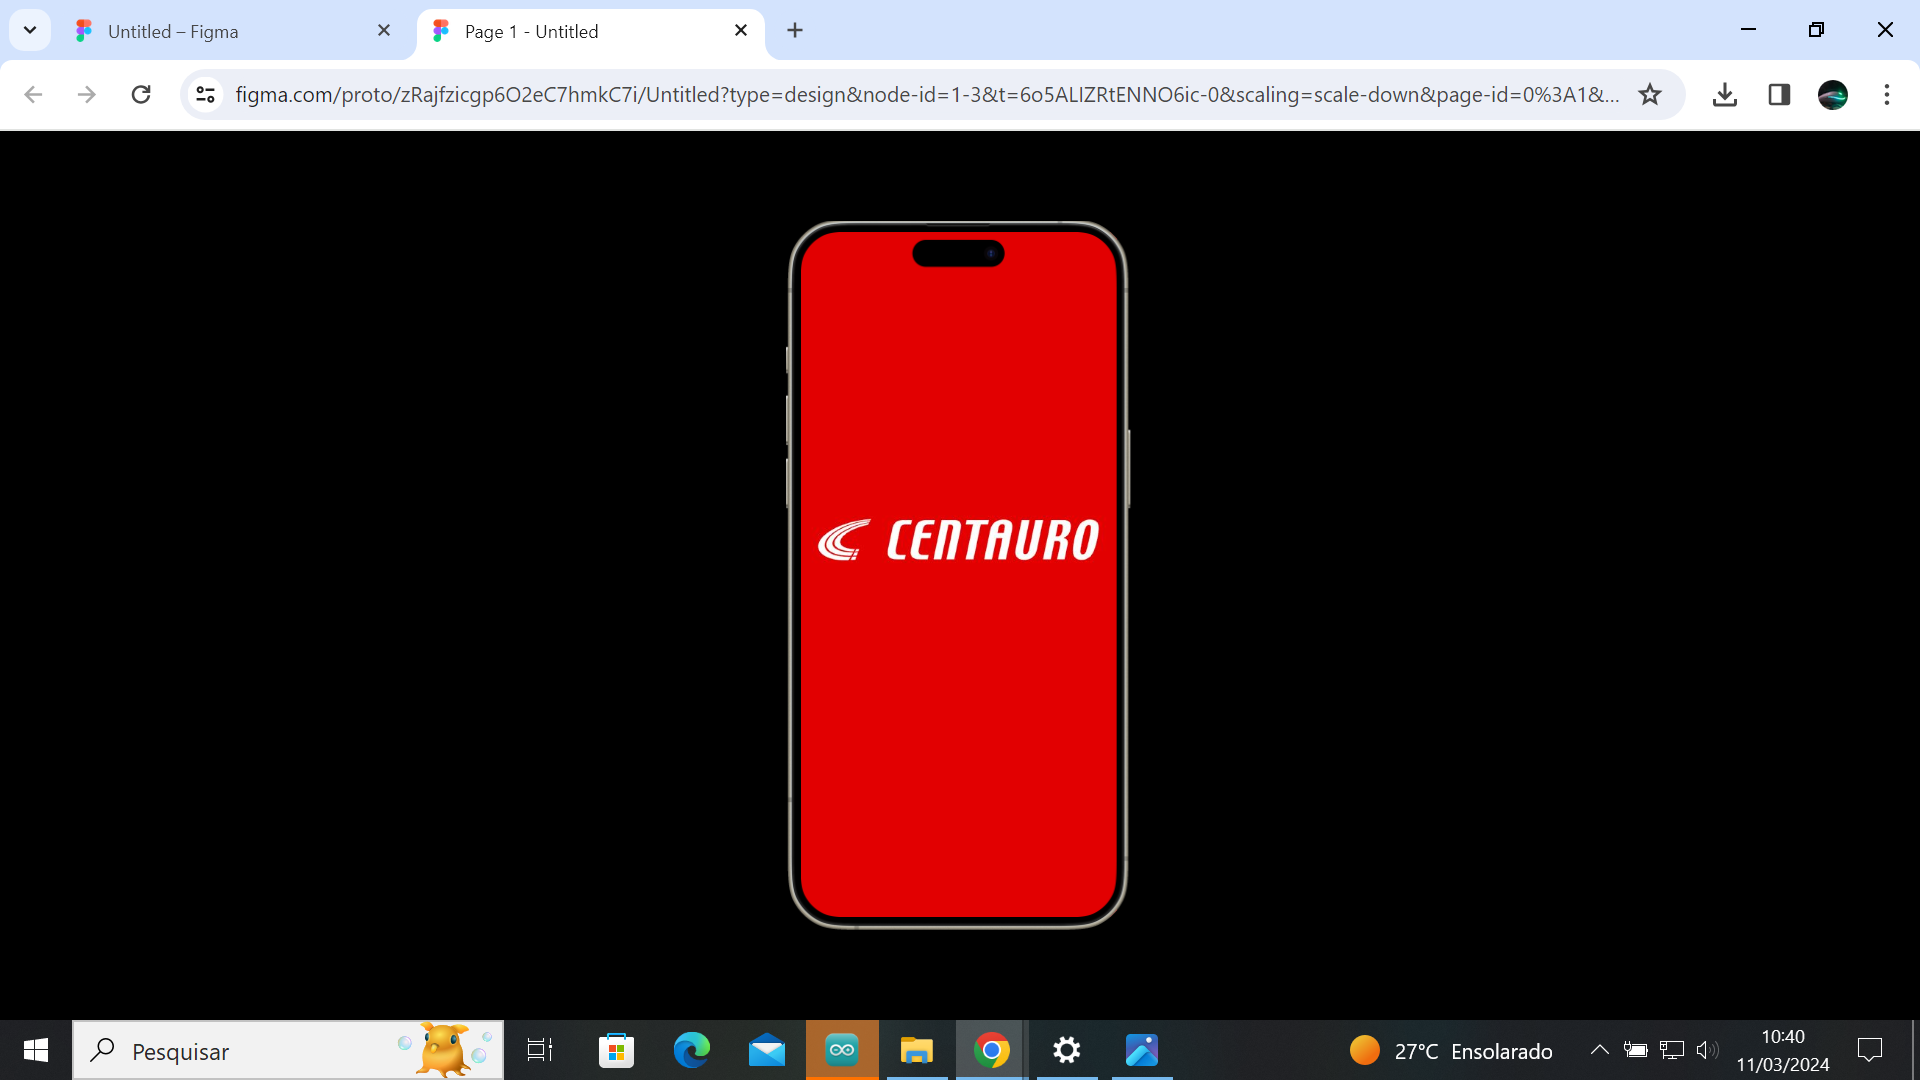 Untitled – Figma
Page 1 - Untitled
figma.com/proto/zRajfzicgp6O2eC7hmkC7i/Untitled?type=design&node-id=1-3&t=6o5ALIZRtENNO6ic-0&scaling=scale-down&page-id=0%3A1&...
CENTAURO
Pesquisar
27°C Ensolarado
10:40
11/03/2024